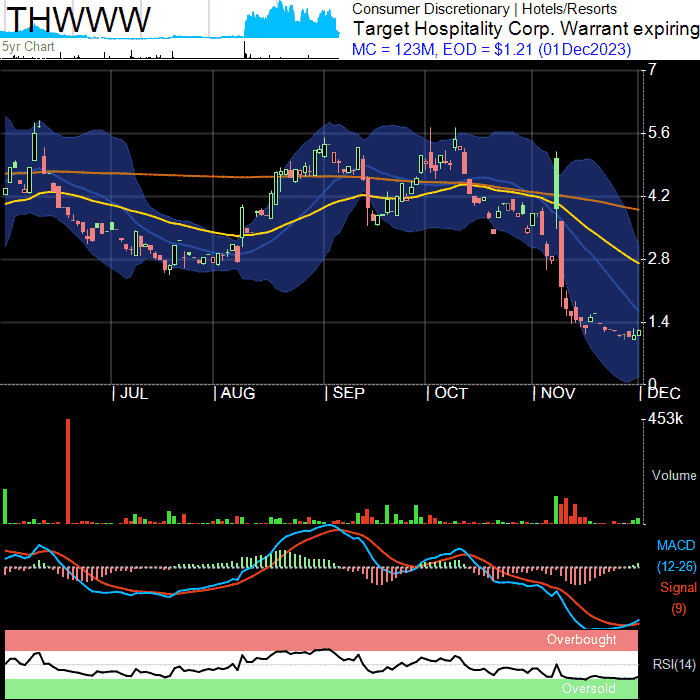 THWWW
5yr Chart
Consumer Discretionary | Hotels/Resorts
Target Hospitality Corp. Warrant expiring
MC = 123M, EOD = $1.21 (01Dec2023)
7
5.6
4.2
2.8
1.4
0
JUL
AUG
SEP
OCT
NOV
DEC
453k
Volume
MACD
(12-26)
Signal
(9)
Overbought
RSI(14)
Oversold